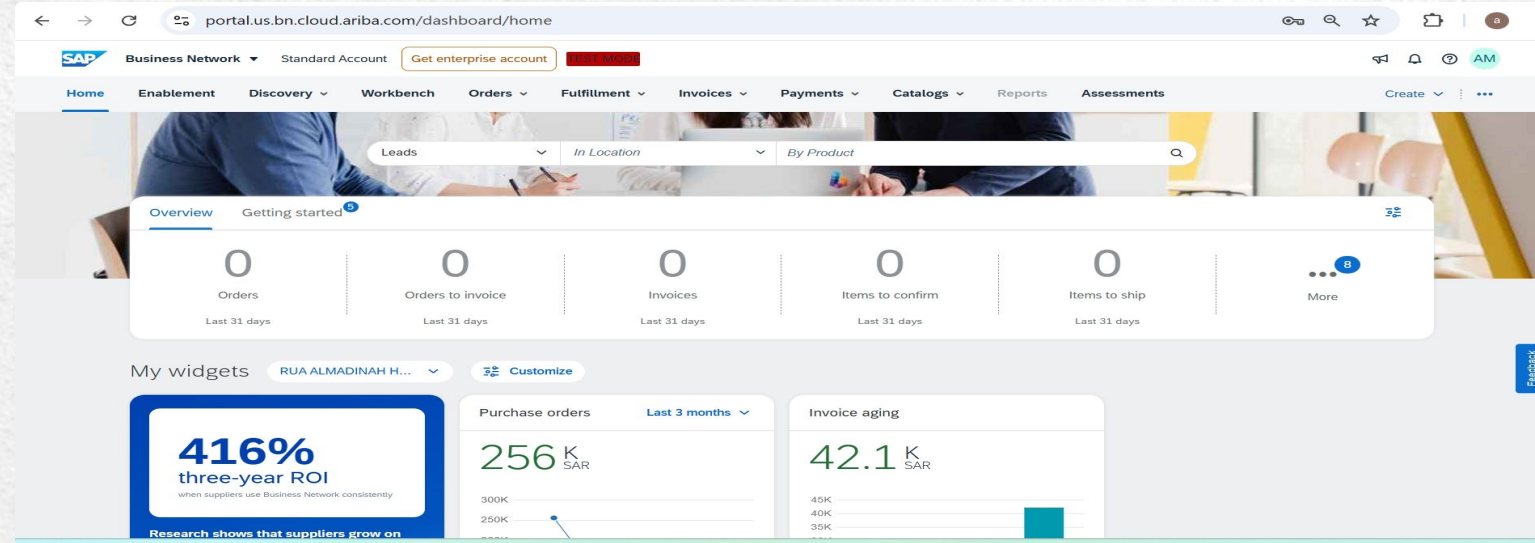 portal.us.bn.cloud.ariba.com/dashboard/home a
SAP Business Network Standard Account Get enterprise account TEST MODE AM
Home Enablement Discovery Workbench Orders Fulfillment Invoices Payments Catalogs Reports Assessments Create
Leads In Location By Product
Overview Getting started 5
0 0 0 0 0 ... 8
Orders Orders to invoice Invoices Items to confirm Items to ship More
Last 31 days Last 31 days Last 31 days Last 31 days Last 31 days
Feedback
My widgets RUA ALMADINAH H... Customize
Purchase orders Last 3 months Invoice aging
416% 256 K SAR 42.1 K SAR
three-year ROI
when suppliers use Business Network consistently
300K 45K
250K 40K
35K
Research shows that suppliers grow on